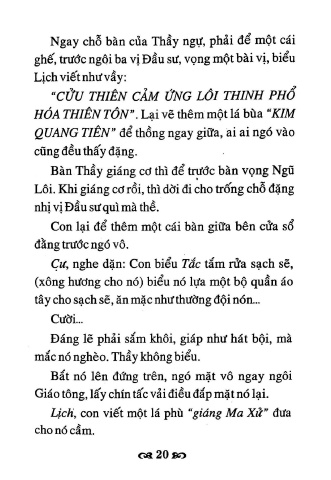 Ngay chỗ bàn của Thầy ngự, phải để một cái
ghế, trước ngôi ba vị Đầu sư, vọng một bài vị, biểu
Lịch viết như vầy:
“CỬU THIÊN CẢM ỨNG LÔI THINH PHỔ
HÓA THIÊN TÔN”. Lại vẽ thêm một lá bùa “KIM
QUANG TIÊN” để thòng ngay giữa, ai ai ngó vào
cũng đều thấy đặng.
Bàn Thầy giáng cơ thì để trước bàn vọng Ngũ
Lôi. Khi giáng cơ rồi, thì dời đi cho trống chỗ đặng
nhị vị Đầu sư quì mà thề.
Con lại để thêm một cái bàn giữa bên cửa sổ
đằng trước ngó vô.
Cư, nghe dặn: Con biểu Tắc tắm rửa sạch sẽ,
(xông hương cho nó) biểu nó lựa một bộ quần áo
tây cho sạch sẽ, ăn mặc như thường đội nón...
Cười...
Đáng lẽ phải sắm khôi, giáp như hát bội, mà
mắc nó nghèo. Thầy không biểu.
Bắt nó lên đứng trên, ngó mặt vô ngay ngôi
Giáo tông, lấy chín tấc vải điều đắp mặt nó lại.
Lịch, con viết một lá phù “giáng Ma Xử” đưa
cho nó cầm.
20